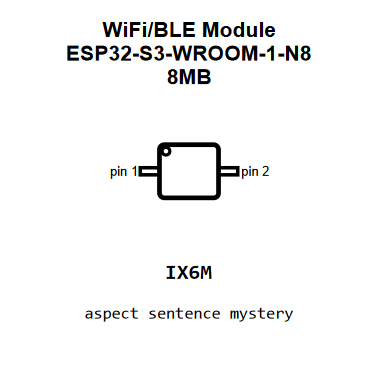 WiFi/BLE Module
ESP32-S3-WROOM-1-N8
8MB
pin 1
pin 2
IX6M
aspect sentence mystery